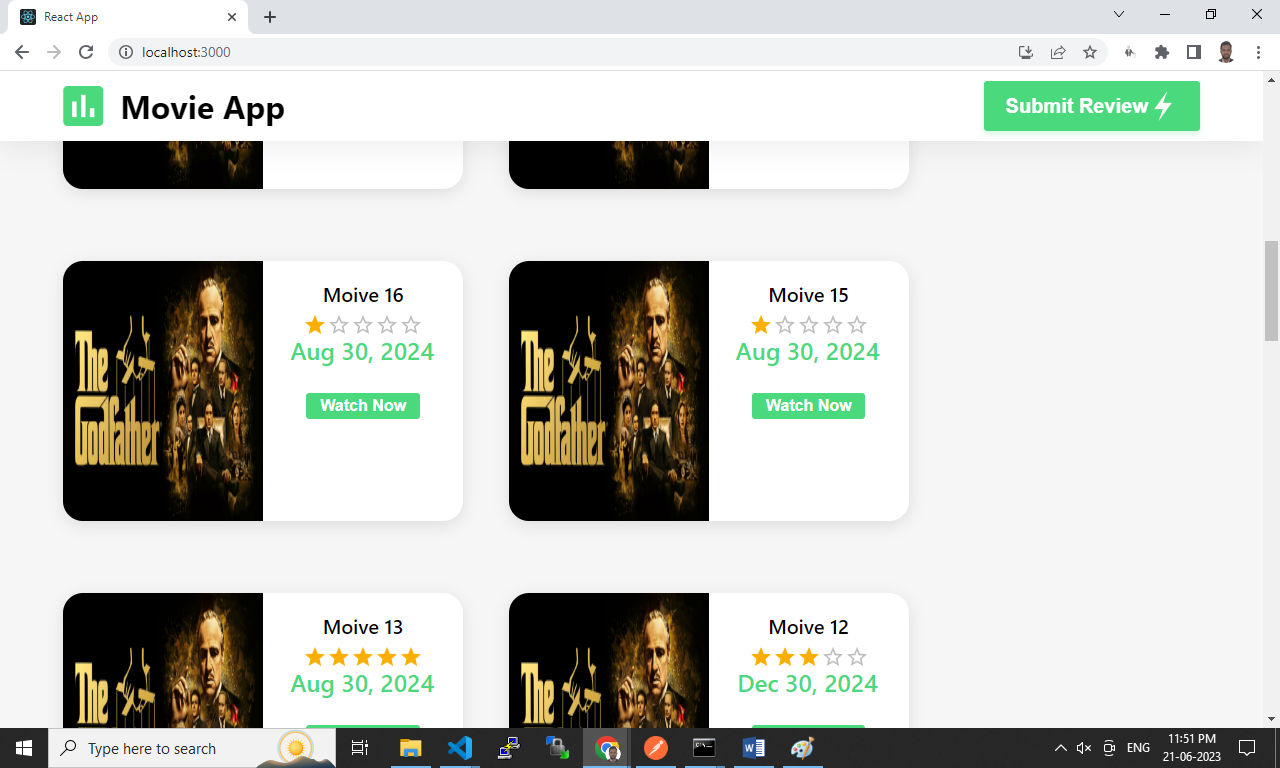 React App
localhost:3000
Movie App
Submit Review
The Godfather
Moive 16
Aug 30, 2024
Watch Now
The Godfather
Moive 15
Aug 30, 2024
Watch Now
The
Moive 13
Aug 30, 2024
The
Moive 12
Dec 30, 2024
Type here to search
ENG
11:51 PM
21-06-2023